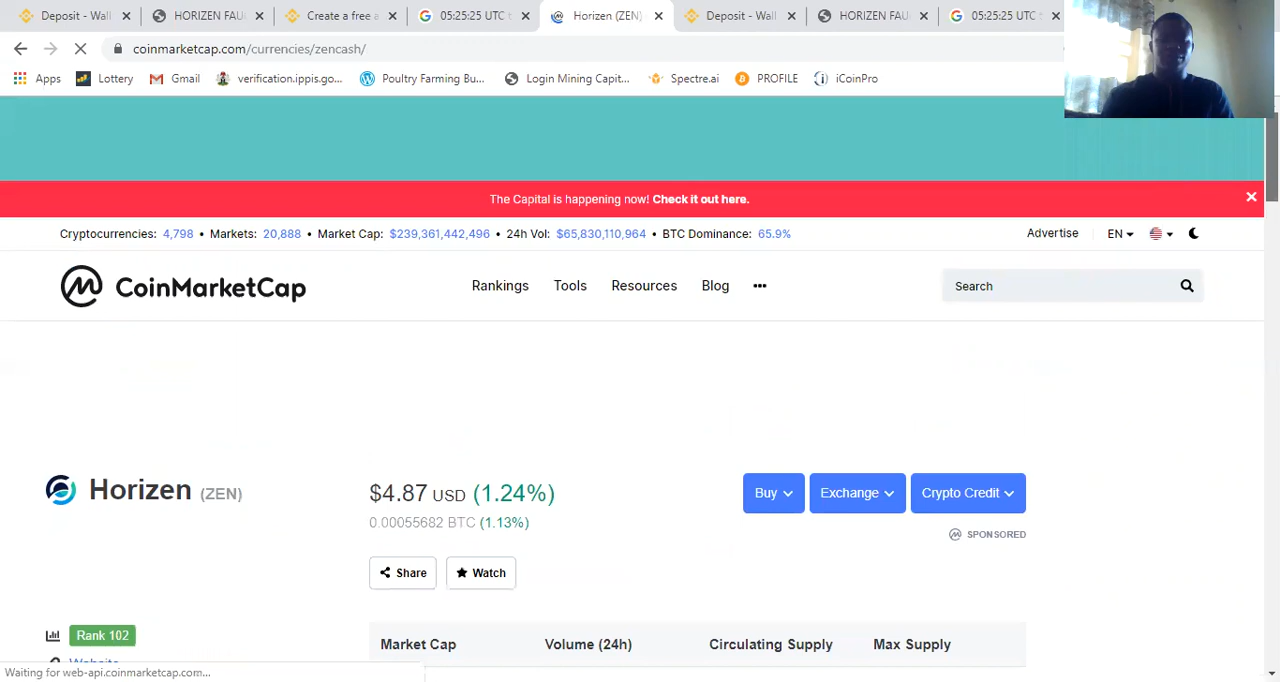 Deposit - Wall
HORIZEN FAU
Create a free a
05:25:25 UTC t
Horizen (ZEN)
Deposit - Wall
HORIZEN FAU
05:25:25 UTC
coinmarketcap.com/currencies/zencash/
Apps Lottery Gmail verification.ippis.go... Poultry Farming Bu... Login Mining Capit... Spectre.ai PROFILE iCoinPro
The Capital is happening now! Check it out here.
Cryptocurrencies: 4,798 • Markets: 20,888 • Market Cap: $239,361,442,496 • 24h Vol: $65,830,110,964 • BTC Dominance: 65.9%
Advertise EN
CoinMarketCap
Rankings Tools Resources Blog
Search
Horizen (ZEN)
$4.87 USD (1.24%)
0.00055682 BTC (1.13%)
Buy Exchange Crypto Credit
SPONSORED
Share Watch
Rank 102
Website
Market Cap Volume (24h) Circulating Supply Max Supply
Waiting for web-api.coinmarketcap.com...